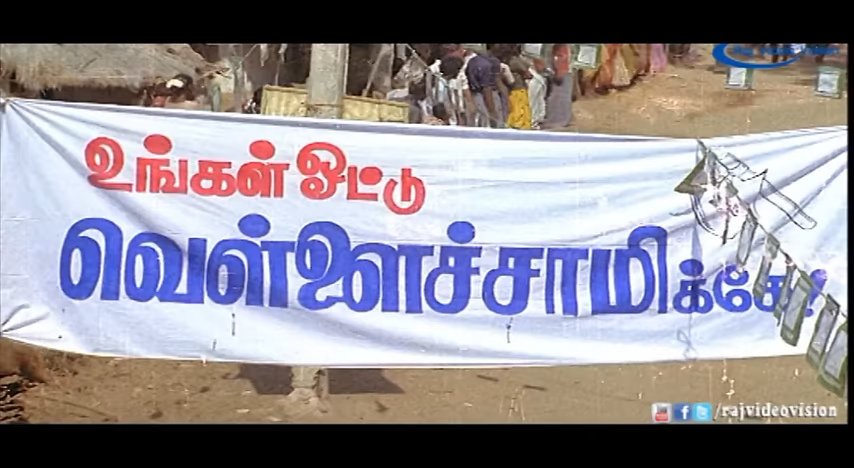 உங்கள் ஓட்டு
வெள்ளைச்சாமிக்கே!
/rajvideovision